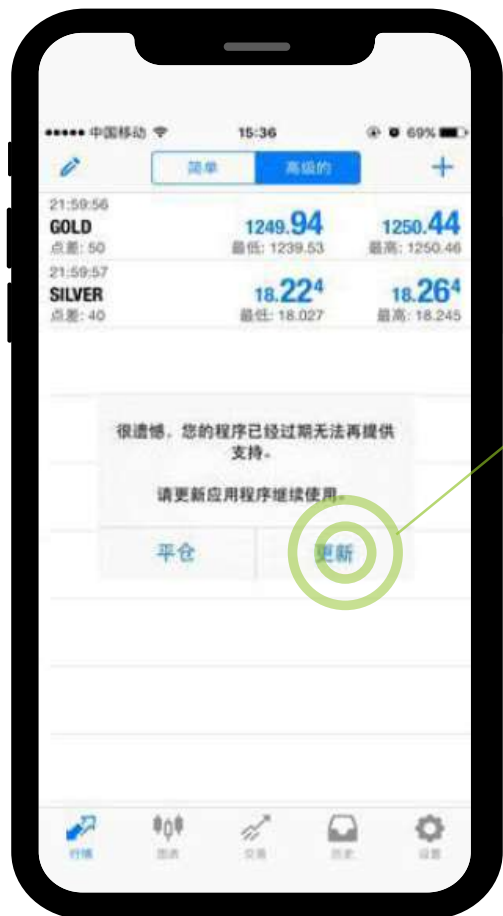 中国移动 15:36 69%
简单 高级的
21:59:56
GOLD 1249.94 1250.44
点差: 50 最低: 1239.53 最高: 1250.46
21:59:57
SILVER 18.224 18.264
点差: 40 最低: 18.027 最高: 18.245
很遗憾，您的程序已经过期无法再提供
支持。
请更新应用程序继续使用。
平仓 更新
行情 图表 交易 历史 设置